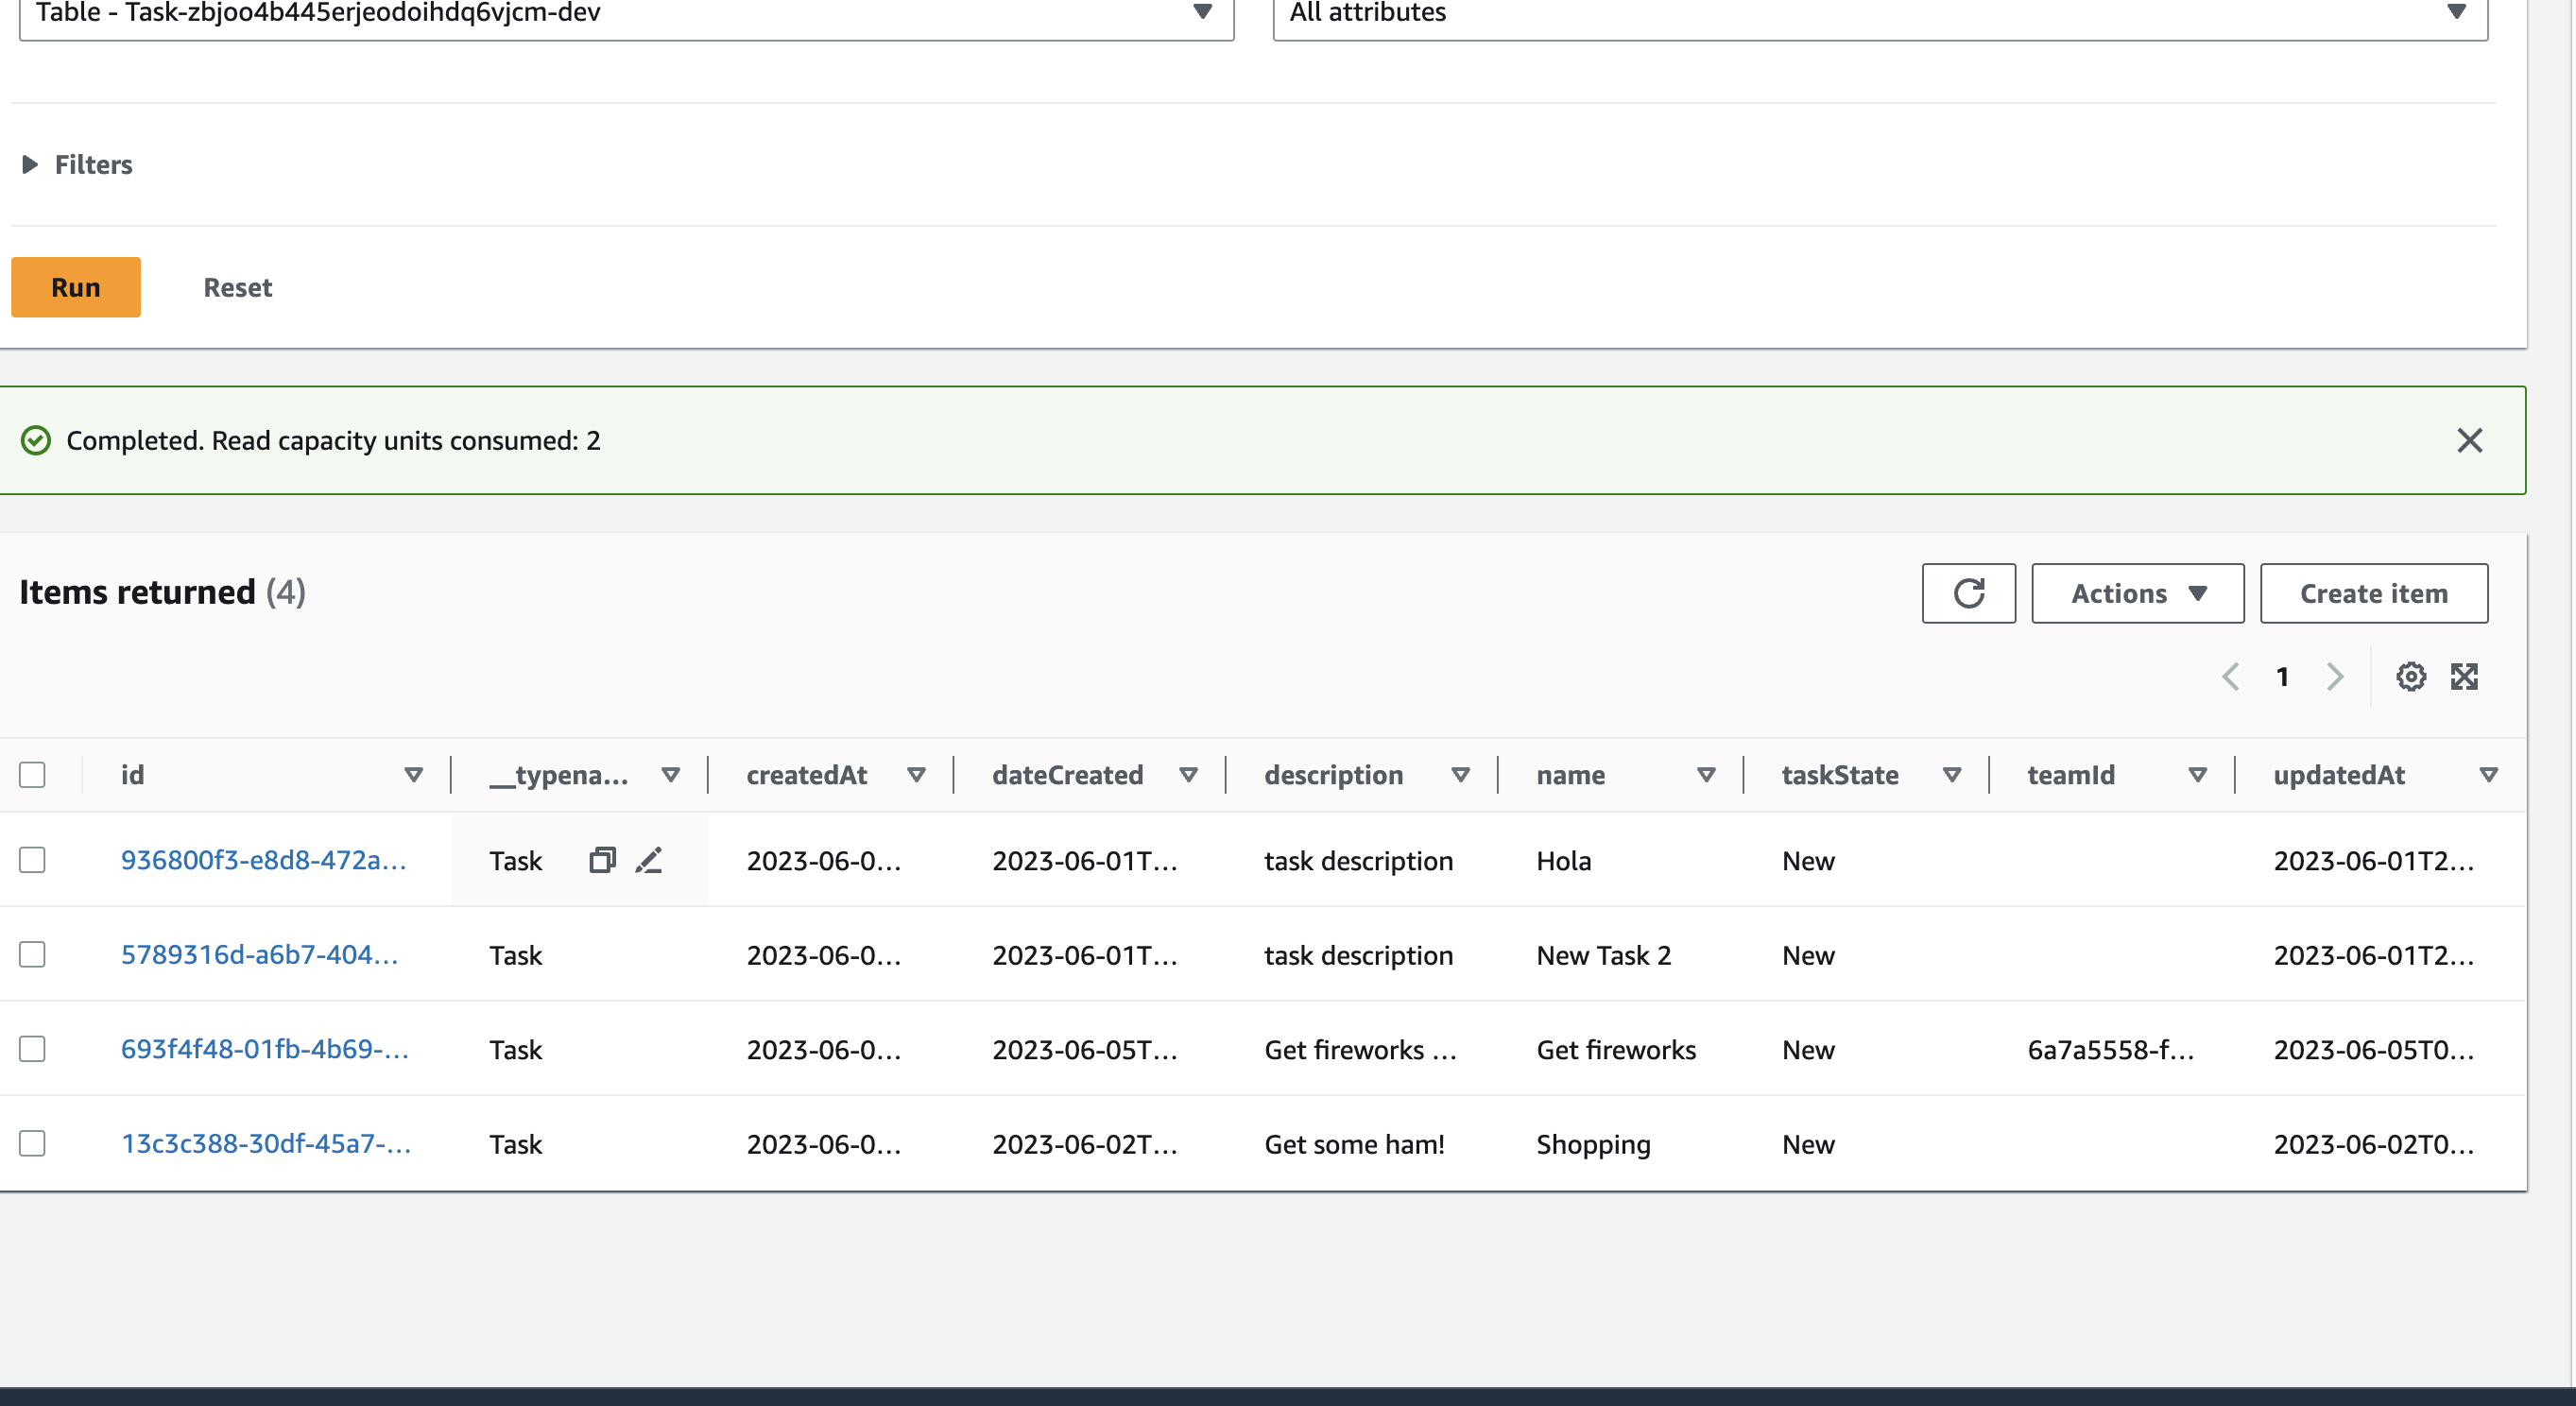 Table - Task-zbjoo4b445erjeodoihdq6vjcm-dev All attributes
Filters
Run Reset
Completed. Read capacity units consumed: 2
Items returned (4) Actions Create item
1
id __typena... createdAt dateCreated description name taskState teamId updatedAt
936800f3-e8d8-472a... Task 2023-06-0... 2023-06-01T... task description Hola New 2023-06-01T2...
5789316d-a6b7-404... Task 2023-06-0... 2023-06-01T... task description New Task 2 New 2023-06-01T2...
693f4f48-01fb-4b69-... Task 2023-06-0... 2023-06-05T... Get fireworks ... Get fireworks New 6a7a5558-f... 2023-06-05T0...
13c3c388-30df-45a7-... Task 2023-06-0... 2023-06-02T... Get some ham! Shopping New 2023-06-02T0...